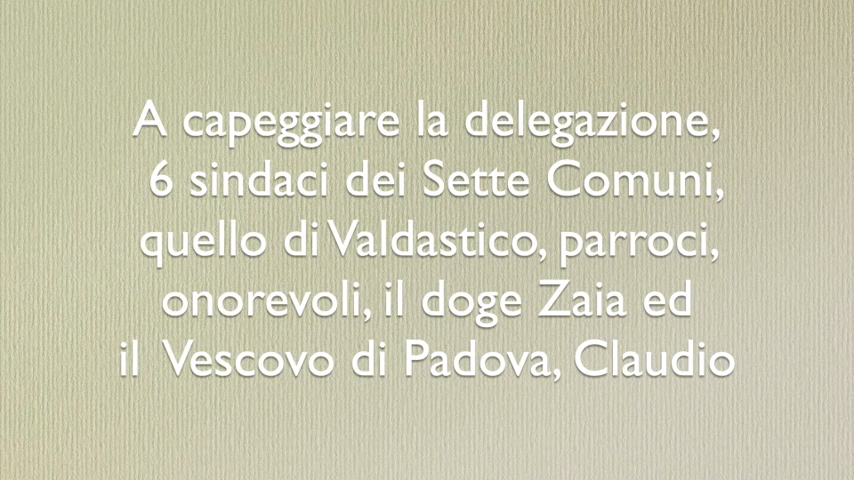 A capeggiare la delegazione,
6 sindaci dei Sette Comuni,
quello di Valdastico, parroci,
onorevoli, il doge Zaia ed
il Vescovo di Padova, Claudio